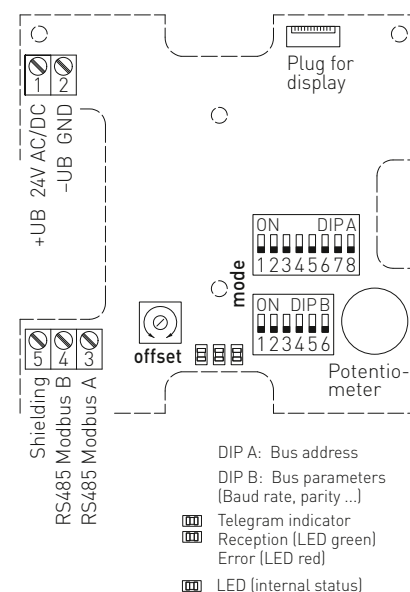 Plug for
display
1 2
+UB 24V AC/DC
–UB GND
ON DIPA
12345678
mode
ON DIPB
123456
offset
5 4 3
Shielding
RS485 Modbus B
RS485 Modbus A
Potentio-
meter
DIP A: Bus address
DIP B: Bus parameters
(Baud rate, parity ...)
Telegram indicator
Reception (LED green)
Error (LED red)
LED (internal status)